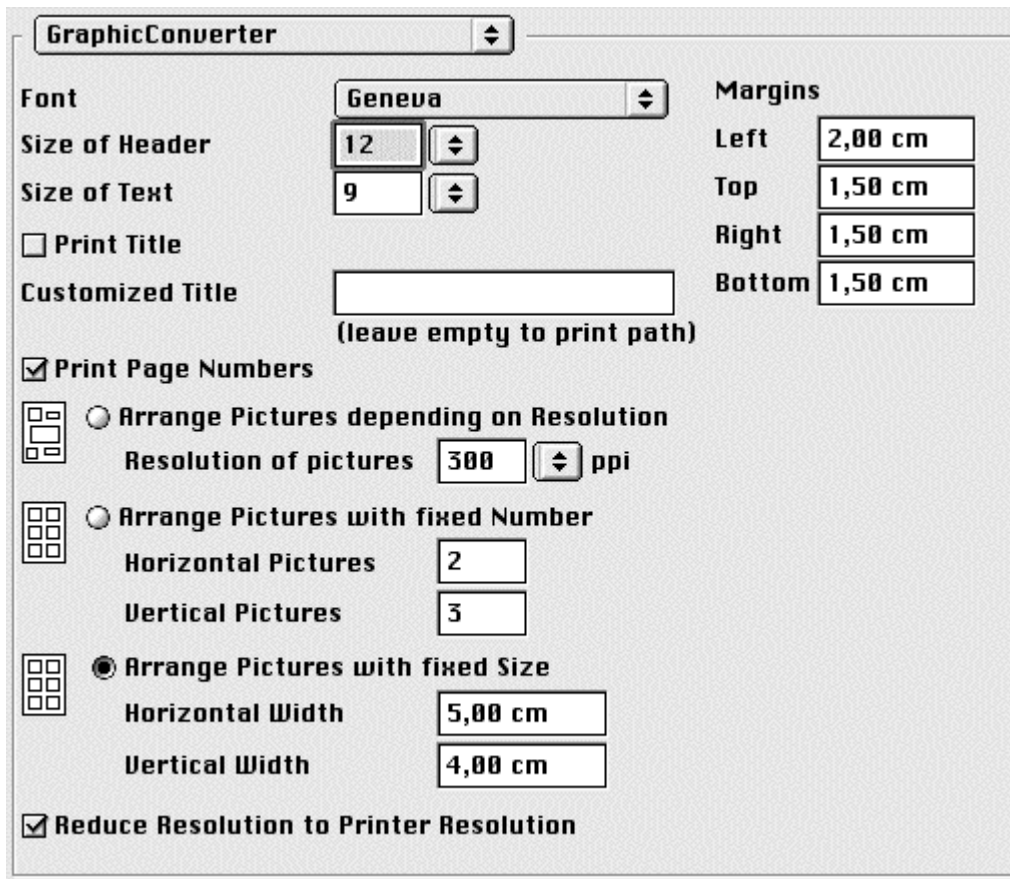 GraphicConverter
Font Geneva
Size of Header 12
Size of Text 9
Print Title
Customized Title
(leave empty to print path)
Margins
Left 2,00 cm
Top 1,50 cm
Right 1,50 cm
Bottom 1,50 cm
Print Page Numbers
Arrange Pictures depending on Resolution
Resolution of pictures 300 ppi
Arrange Pictures with fixed Number
Horizontal Pictures 2
Vertical Pictures 3
Arrange Pictures with fixed Size
Horizontal Width 5,00 cm
Vertical Width 4,00 cm
Reduce Resolution to Printer Resolution